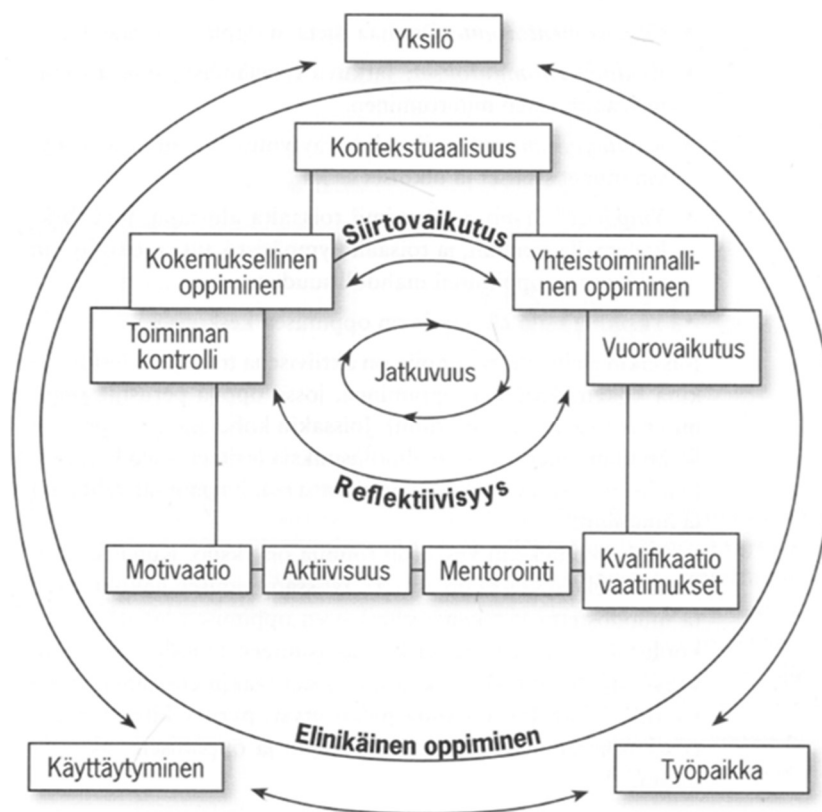 Yksilö
Kontekstuaalisuus
Siirtovaikutus
Kokemuksellinen
oppiminen
Yhteistoiminnalli-
nen oppiminen
Toiminnan
kontrolli
Jatkuvuus
Vuorovaikutus
Reflektiivisyys
Motivaatio
Aktiivisuus
Mentorointi
Kvalifikaatio
vaatimukset
Elinikäinen oppiminen
Käyttäytyminen
Työpaikka